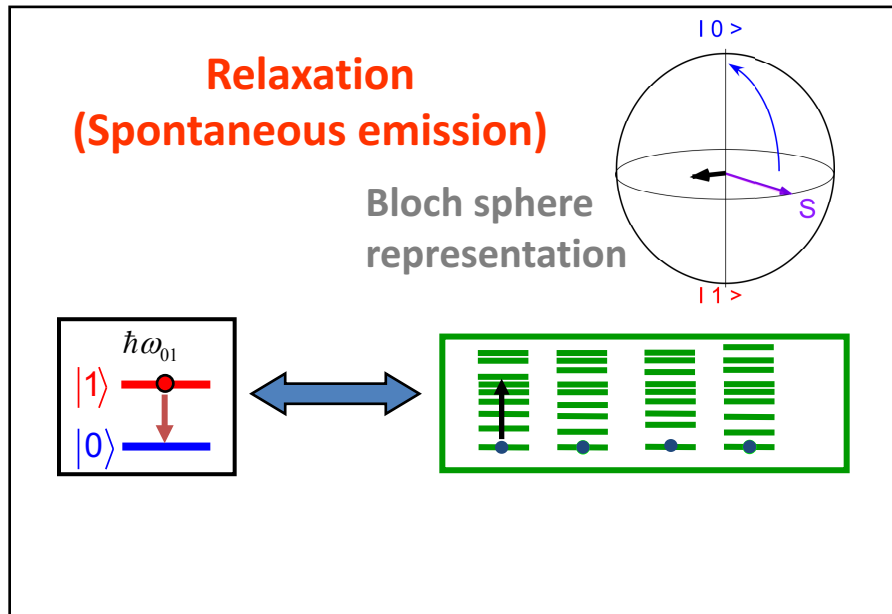 | 0 >
Relaxation
(Spontaneous emission)
Bloch sphere
representation
S
| 1 >
ℏω₀₁
|1⟩
|0⟩